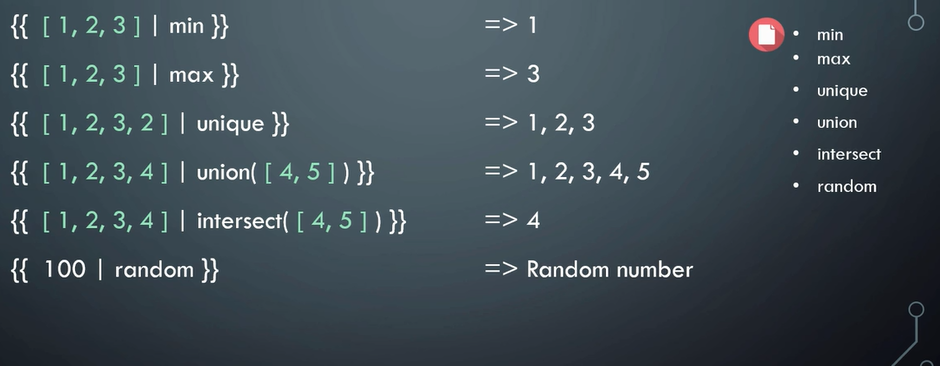 {{ [ 1, 2, 3 ] | min }} => 1
{{ [ 1, 2, 3 ] | max }} => 3
{{ [ 1, 2, 3, 2 ] | unique }} => 1, 2, 3
{{ [ 1, 2, 3, 4 ] | union( [ 4, 5 ] ) }} => 1, 2, 3, 4, 5
{{ [ 1, 2, 3, 4 ] | intersect( [ 4, 5 ] ) }} => 4
{{ 100 | random }} => Random number
• min
• max
• unique
• union
• intersect
• random